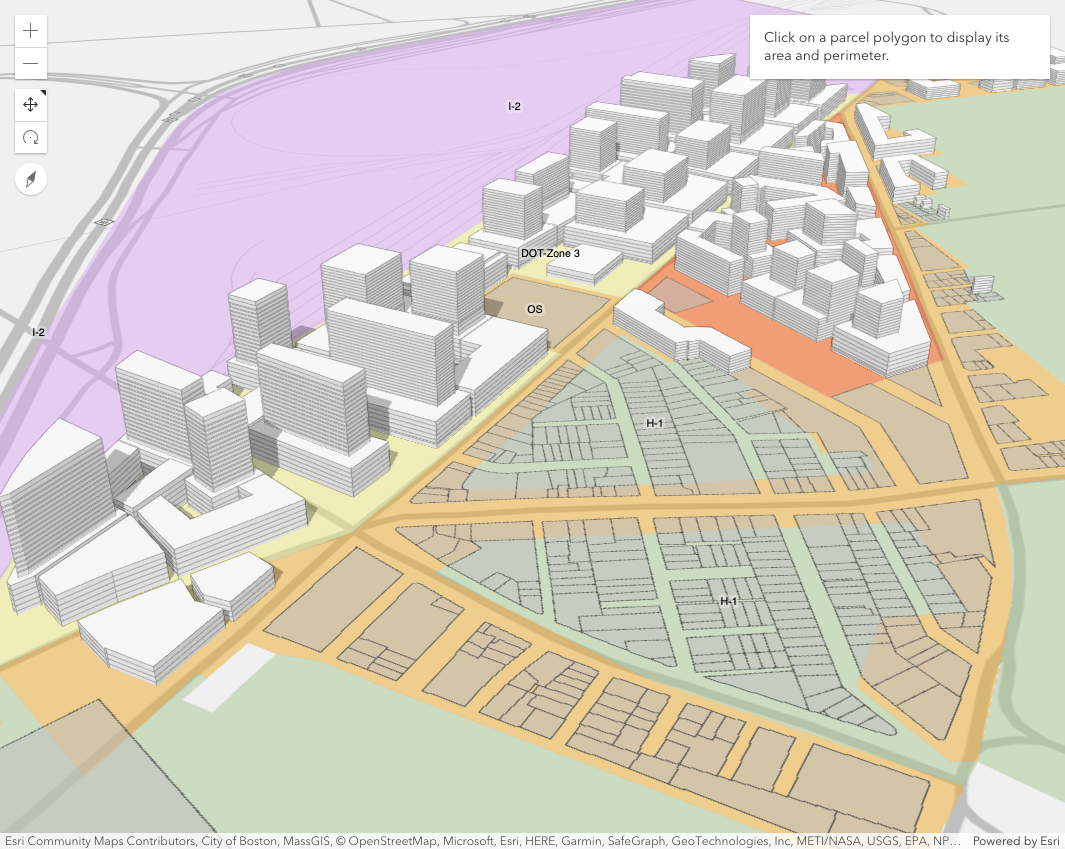 Click on a parcel polygon to display its
area and perimeter.
I-2
DOT-Zone 3
OS
I-2
H-1
H-1
Esri Community Maps Contributors, City of Boston, MassGIS, © OpenStreetMap, Microsoft, Esri, HERE, Garmin, SafeGraph, GeoTechnologies, Inc, METI/NASA, USGS, EPA, NP… Powered by Esri